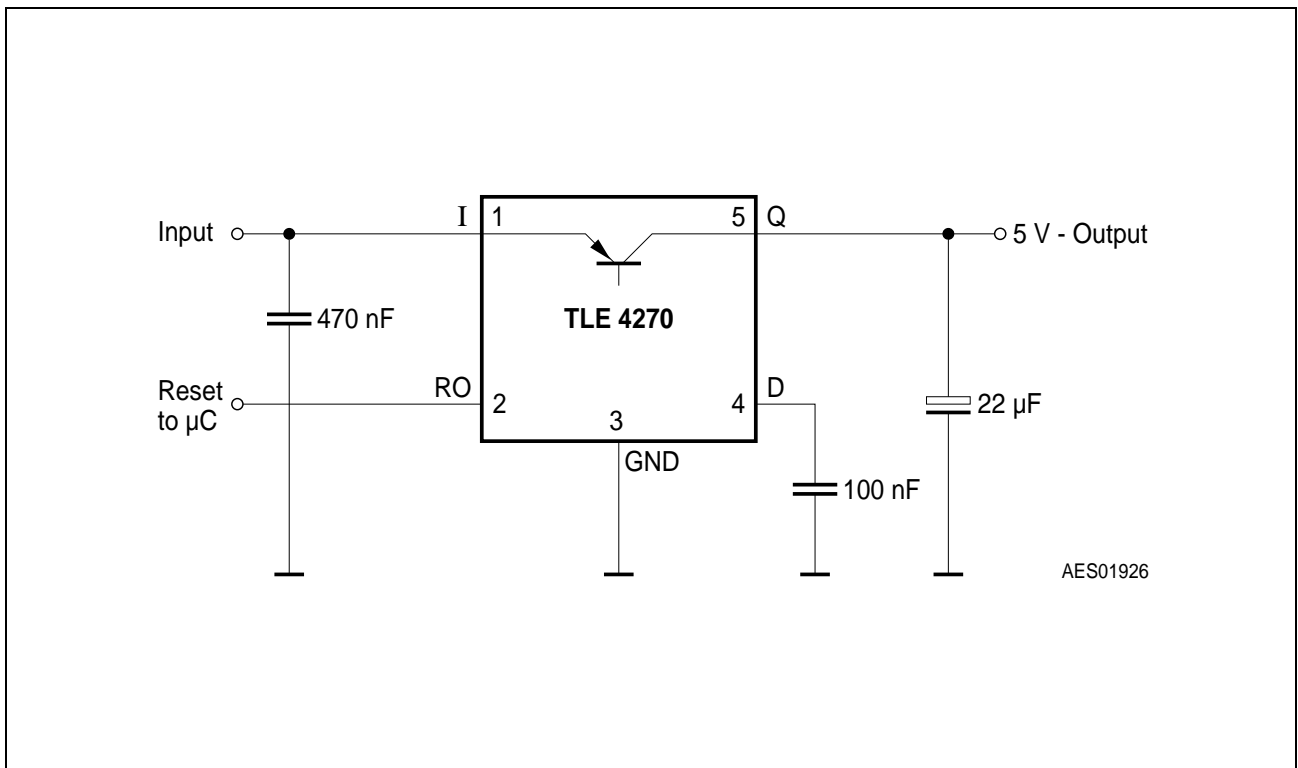 I 1
5 Q
Input
5 V - Output
470 nF
TLE 4270
Reset
to µC
RO
2
3
GND
4
D
22 µF
100 nF
AES01926